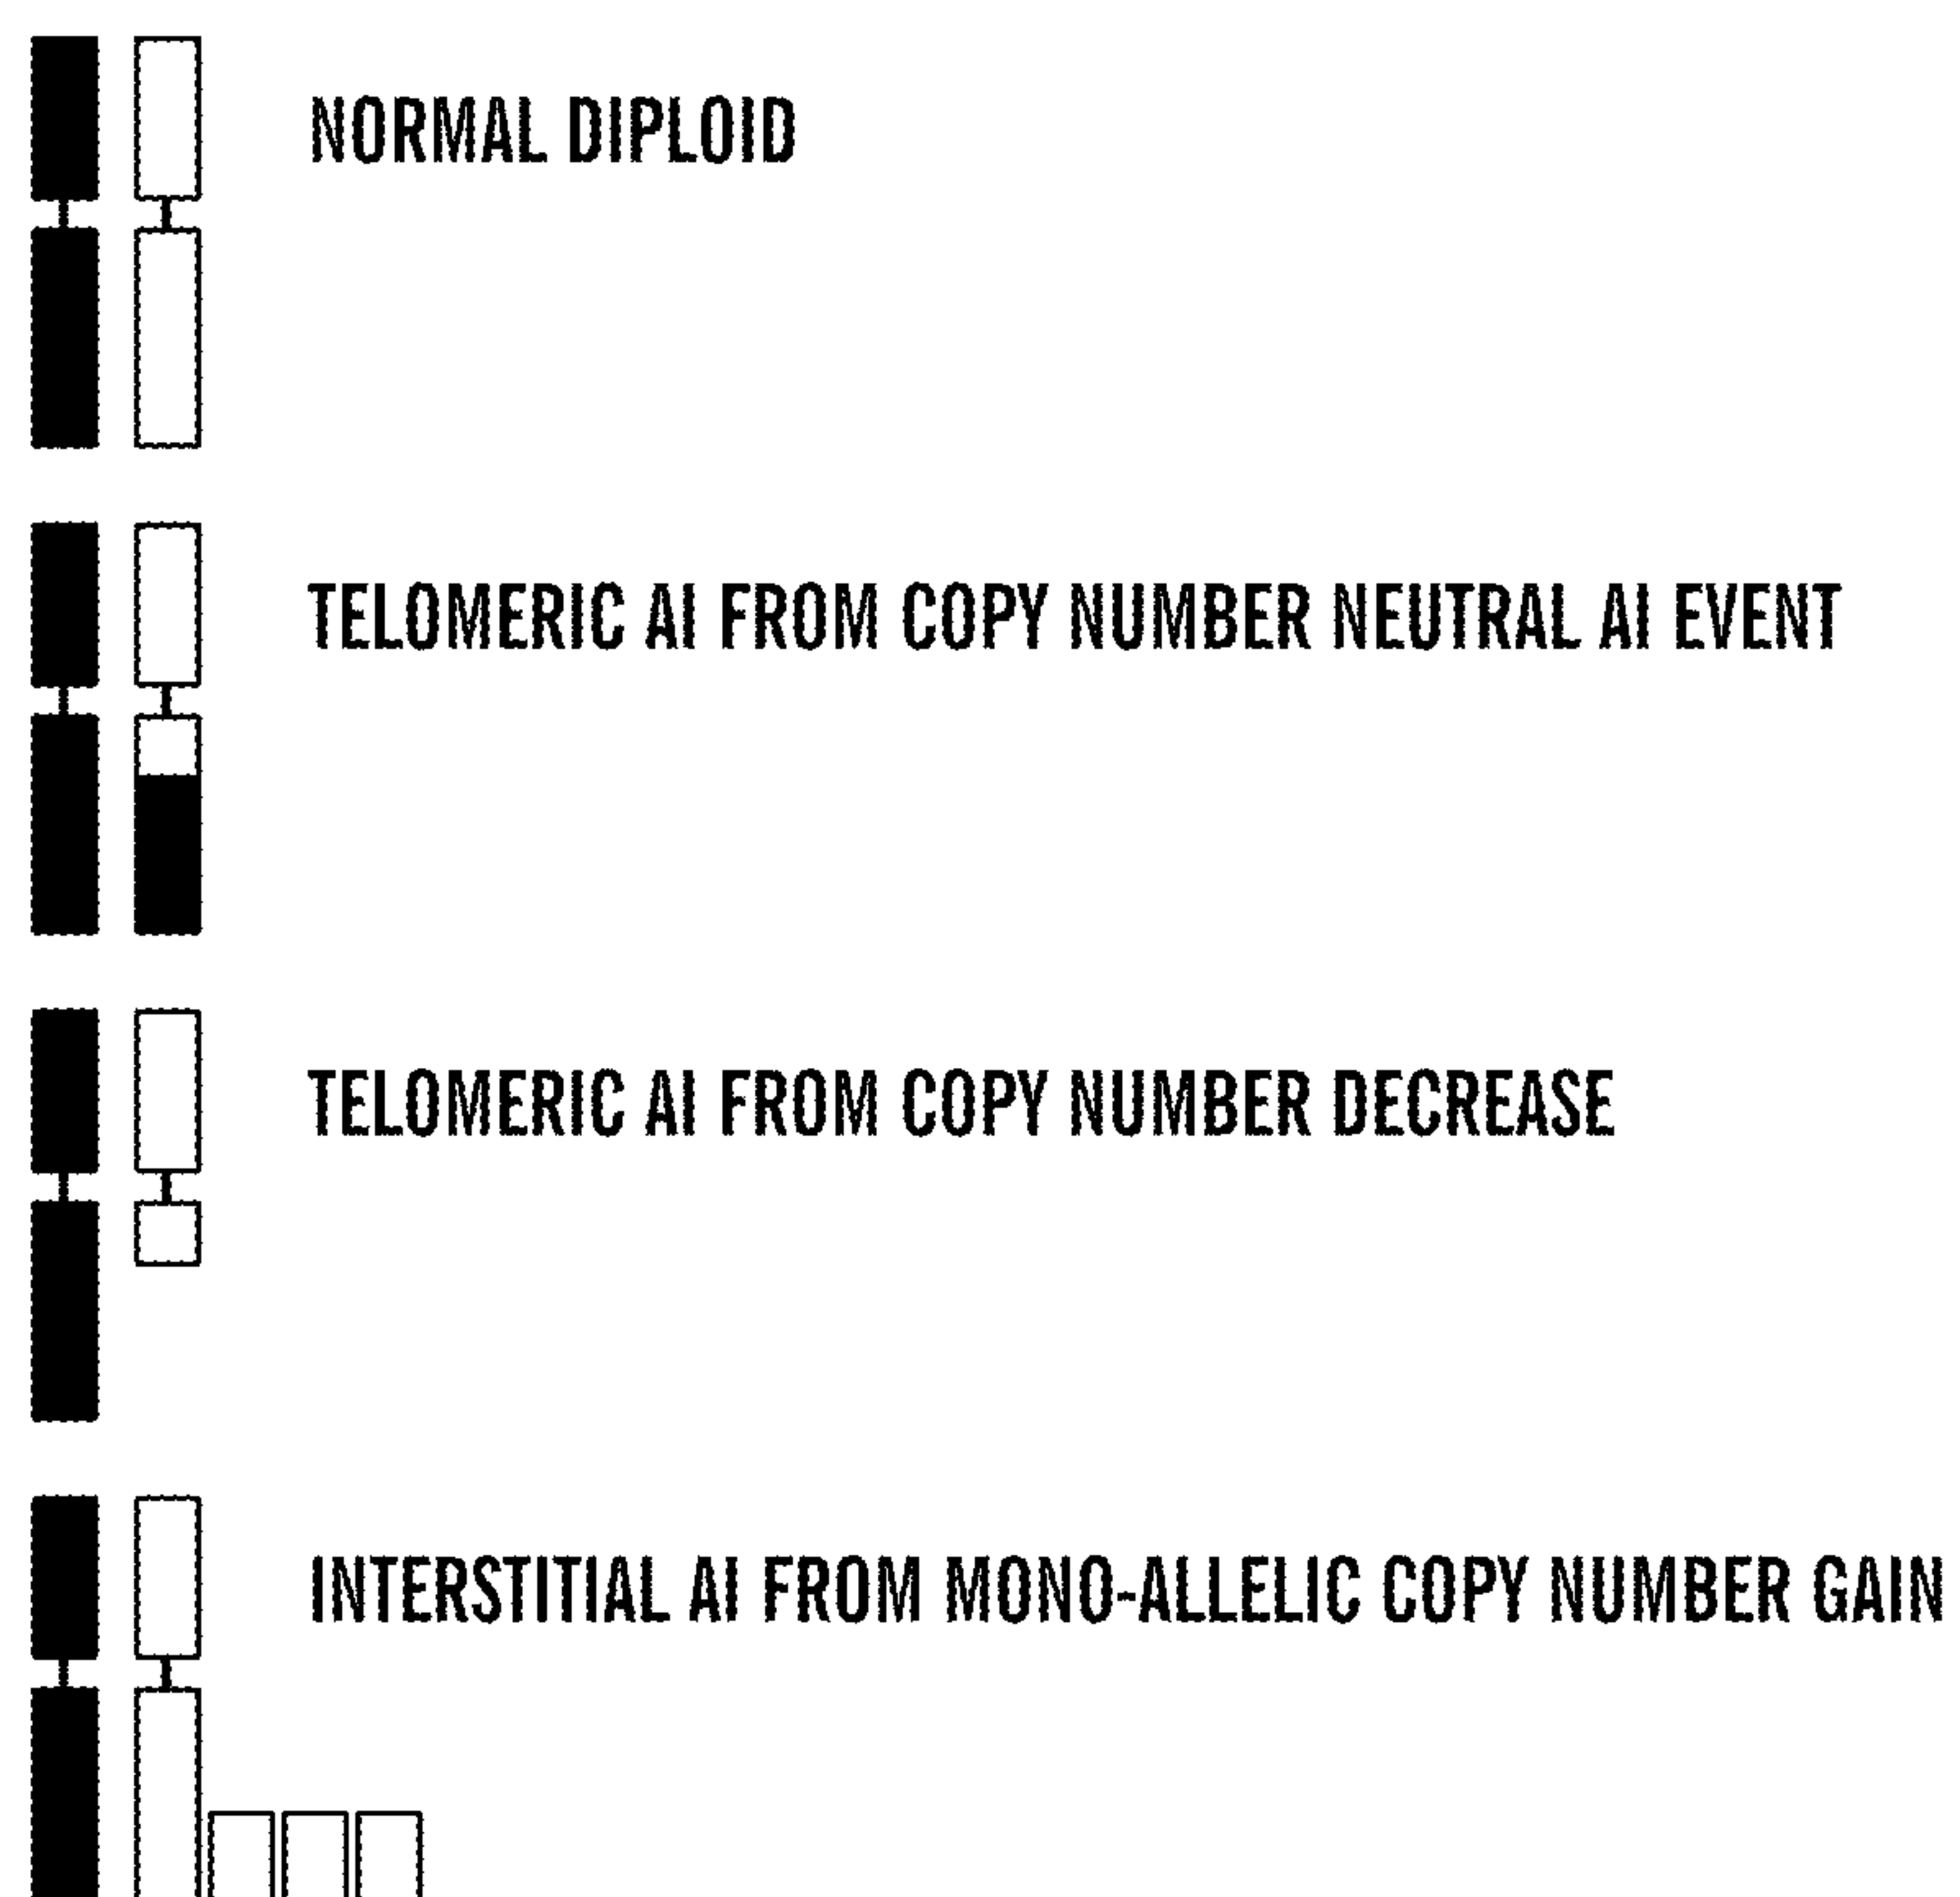 NORMAL DIPLOID
TELOMERIC AI FROM COPY NUMBER NEUTRAL AI EVENT
TELOMERIC AI FROM COPY NUMBER DECREASE
INTERSTITIAL AI FROM MONO-ALLELIC COPY NUMBER GAIN